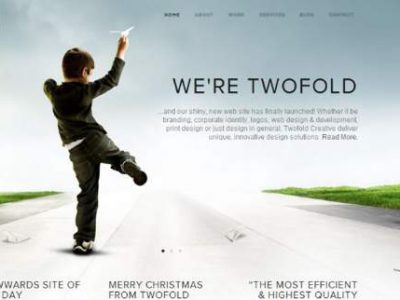 HOME ABOUT WORK SERVICES BLOG CONTACT
WE'RE TWOFOLD
...and our shiny, new web site has finally launched! Whether it be
branding, corporate identity, logos, web design & development,
print design or just design in general, Twofold Creative deliver
unique, innovative design solutions. Read More.
WWARDS SITE OF
DAY
MERRY CHRISTMAS
FROM TWOFOLD
"THE MOST EFFICIENT
& HIGHEST QUALITY